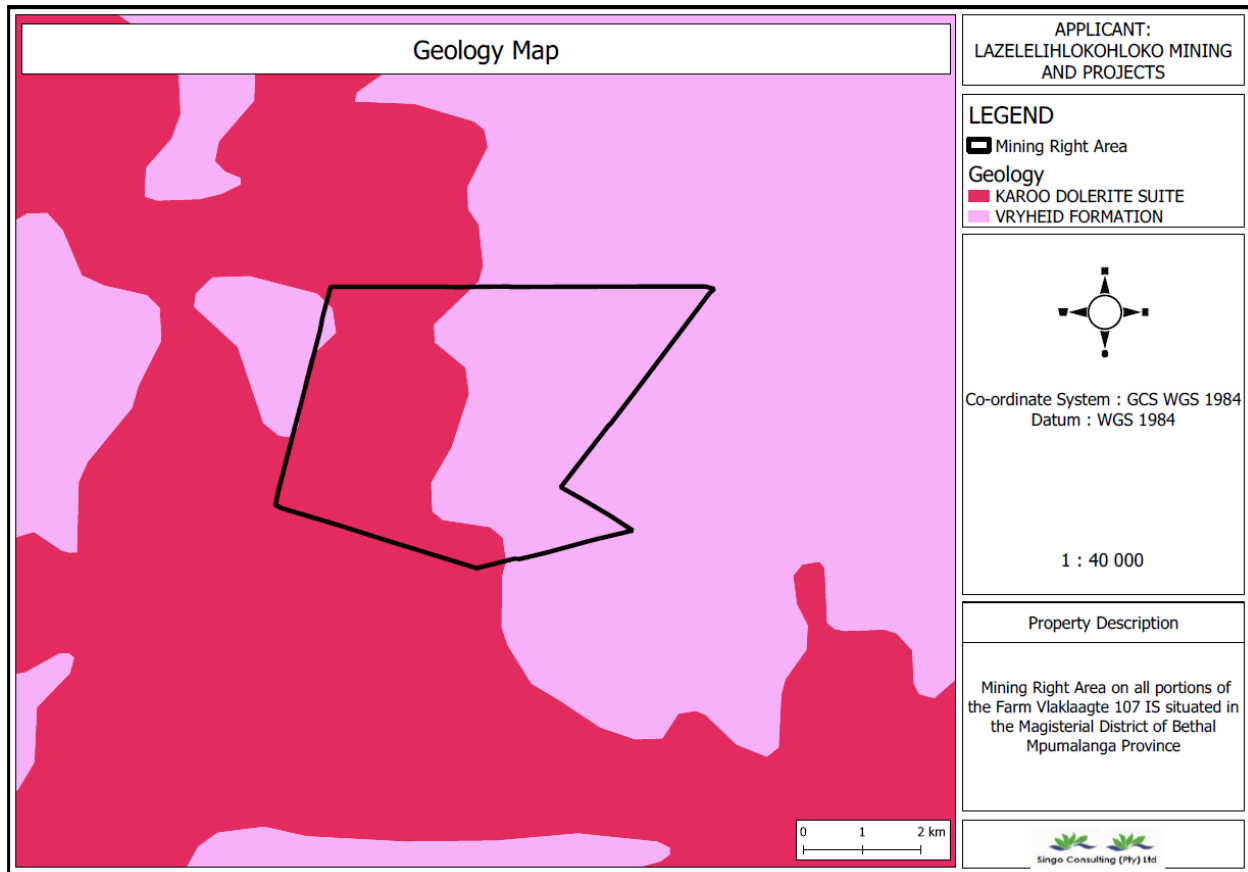 Geology Map
APPLICANT:
LAZELELIHLOKOHLOKO MINING
AND PROJECTS
LEGEND
Mining Right Area
Geology
KAROO DOLERITE SUITE
VRYHEID FORMATION
Co-ordinate System : GCS WGS 1984
Datum : WGS 1984
1 : 40 000
Property Description
Mining Right Area on all portions of
the Farm Vlaklaagte 107 IS situated in
the Magisterial District of Bethal
Mpumalanga Province
0 1 2 km
Singo Consulting (Pty) Ltd